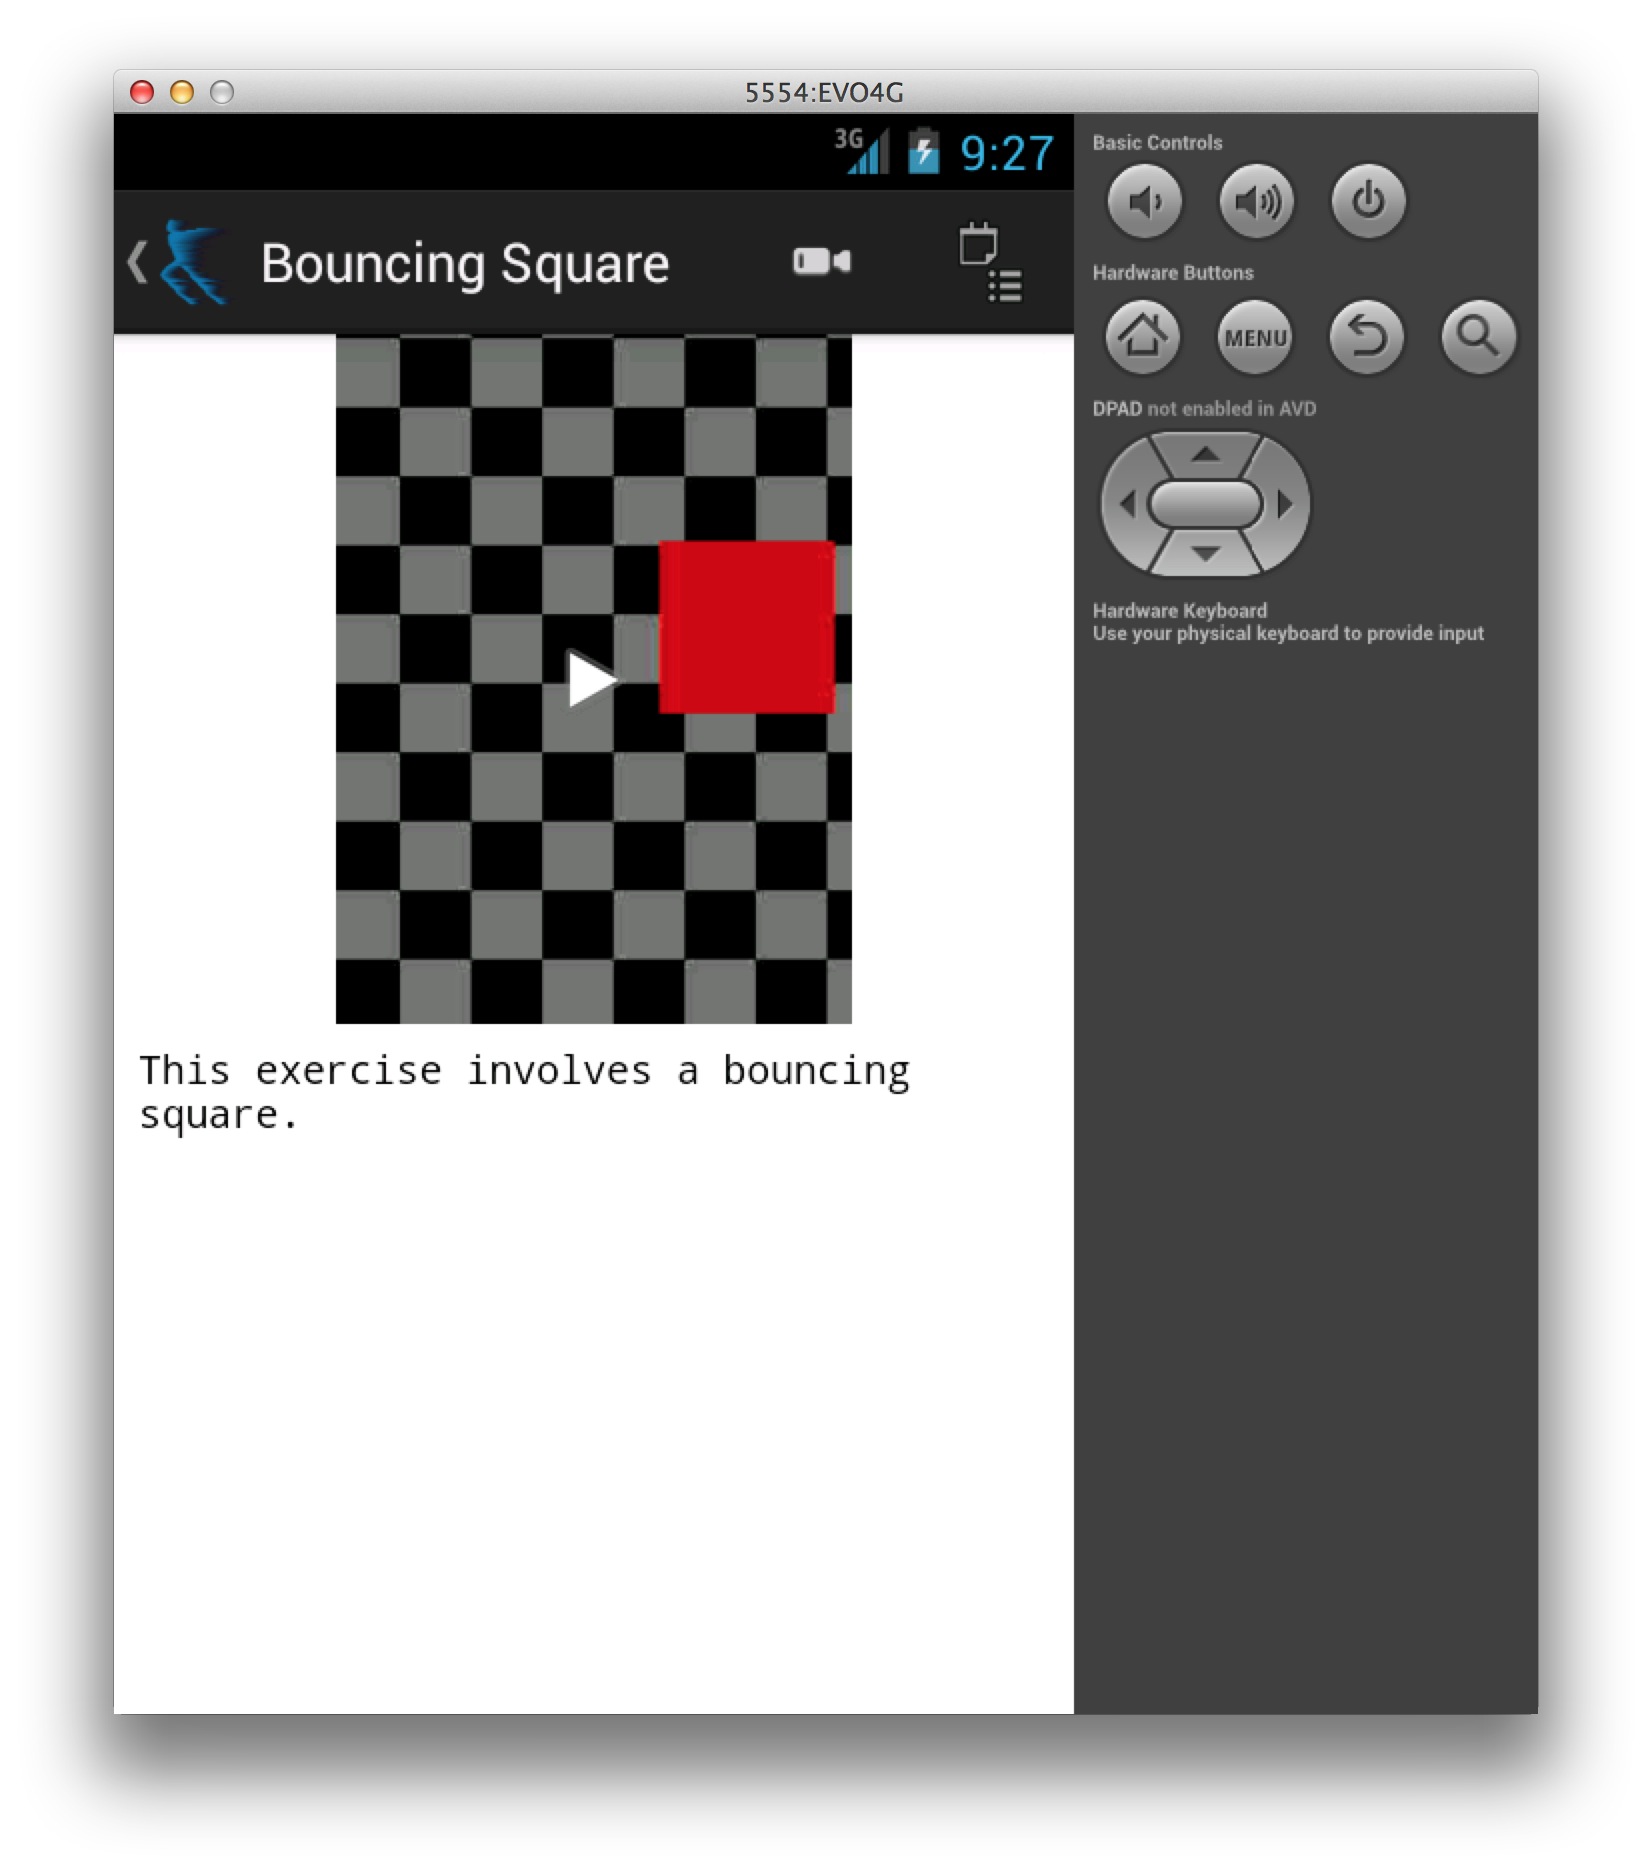 5554:EVO4G
3G 9:27
Bouncing Square
This exercise involves a bouncing
square.
Basic Controls
Hardware Buttons
MENU
DPAD not enabled in AVD
Hardware Keyboard
Use your physical keyboard to provide input